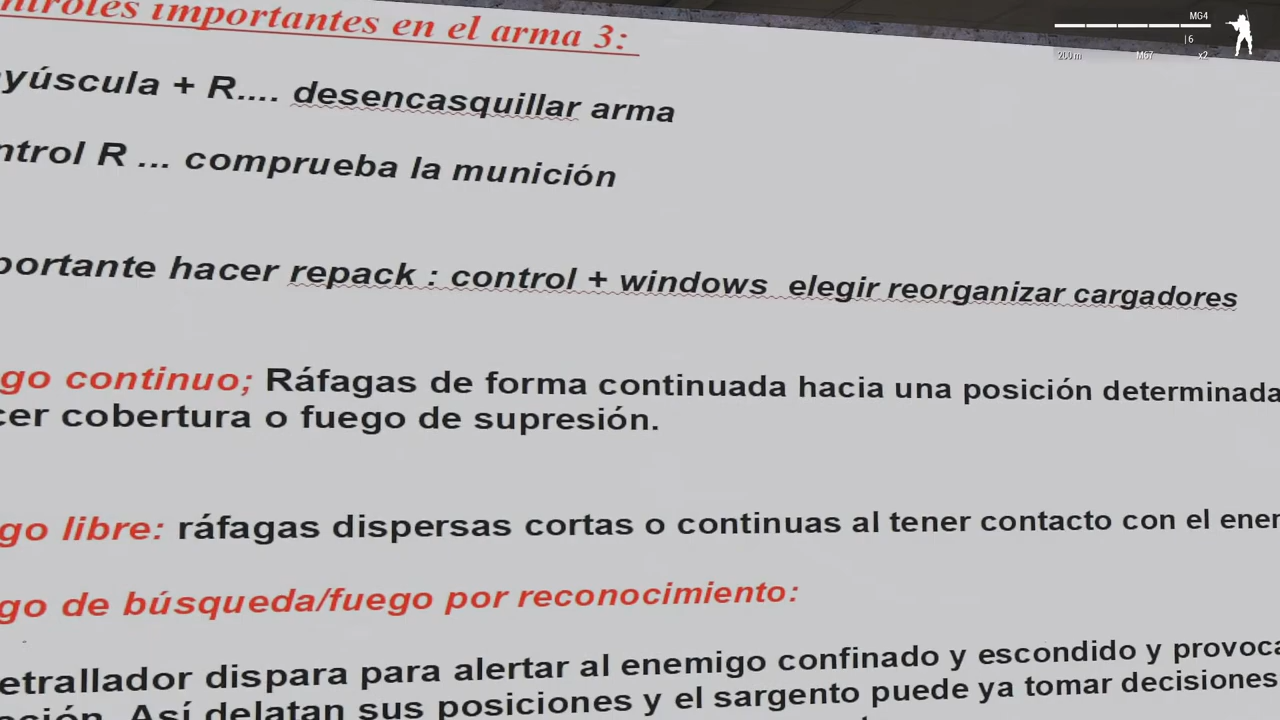 ntroles importantes en el arma 3:
yúscula + R.... desencasquillar arma
ntrol R ... comprueba la munición
portante hacer repack : control + windows elegir reorganizar cargadores
go continuo; Ráfagas de forma continuada hacia una posición determinada
cer cobertura o fuego de supresión.
go libre: ráfagas dispersas cortas o continuas al tener contacto con el ener
go de búsqueda/fuego por reconocimiento:
etrallador dispara para alertar al enemigo confinado y escondido y provoca
ción. Así delatan sus posiciones y el sargento puede ya tomar decisiones
MG4
|6
200m M67 x2